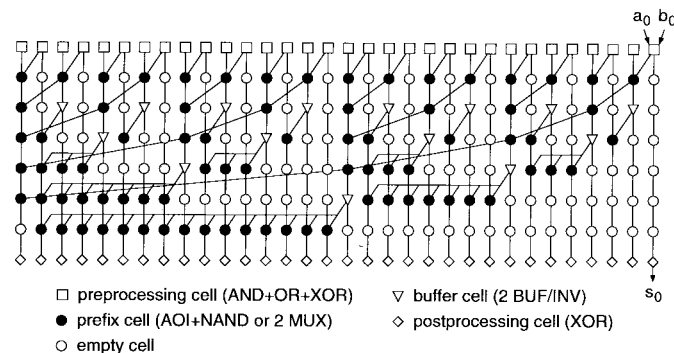 a0 b0
s0
□ preprocessing cell (AND+OR+XOR)
● prefix cell (AOI+NAND or 2 MUX)
○ empty cell
▽ buffer cell (2 BUF/INV)
◇ postprocessing cell (XOR)